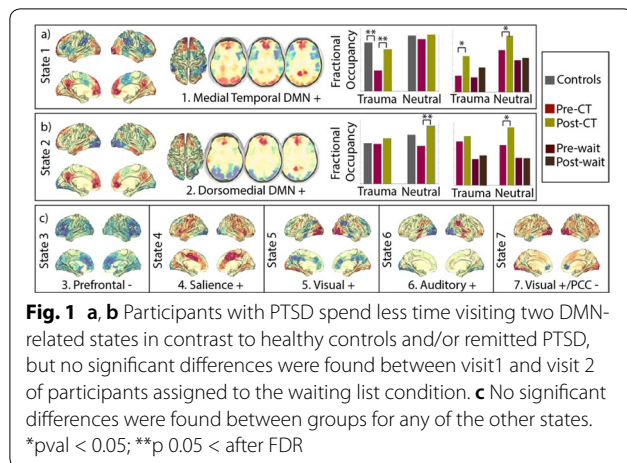 a)
State 1
1. Medial Temporal DMN +
Fractional
Occupancy
** **
Trauma Neutral
* *
Trauma Neutral
b)
State 2
2. Dorsomedial DMN +
Fractional
Occupancy
**
Trauma Neutral
*
Trauma Neutral
Controls
Pre-CT
Post-CT
Pre-wait
Post-wait
c)
State 3
3. Prefrontal -
State 4
4. Salience +
State 5
5. Visual +
State 6
6. Auditory +
State 7
7. Visual +/PCC -
Fig. 1 a, b Participants with PTSD spend less time visiting two DMN-
related states in contrast to healthy controls and/or remitted PTSD,
but no significant differences were found between visit1 and visit 2
of participants assigned to the waiting list condition. c No significant
differences were found between groups for any of the other states.
*pval < 0.05; **p 0.05 < after FDR